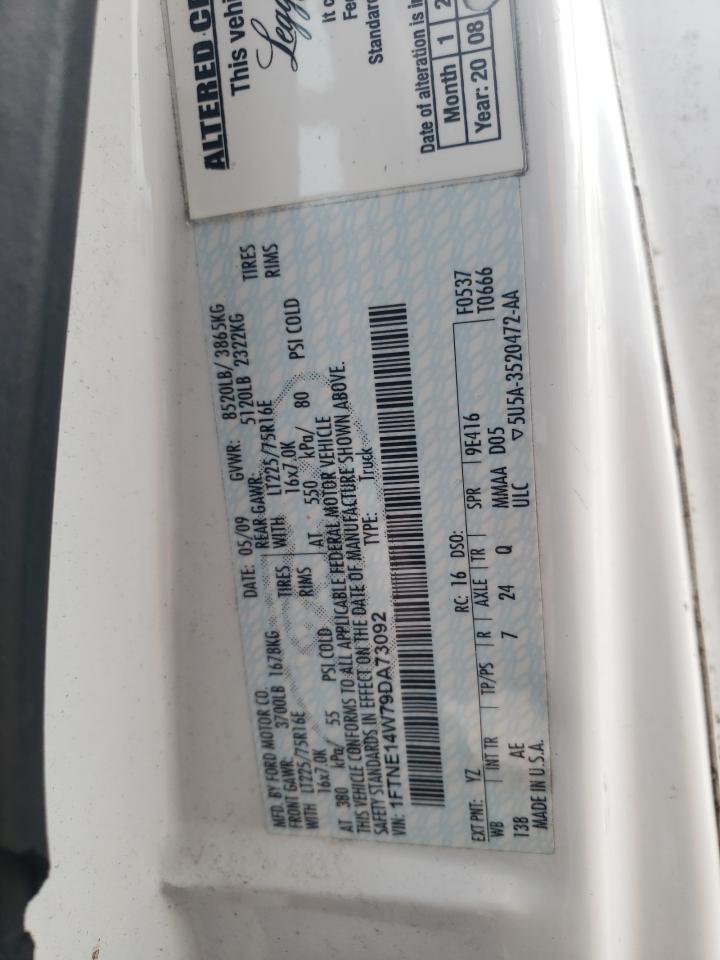 MFD. BY FORD MOTOR CO.
DATE: 05/09 GVWR: 8520LB/ 3865KG
FRONT GAWR: 3700LB 1678KG REAR GAWR: 5120LB 2322KG
WITH LT225/75R16E TIRES WITH LT225/75R16E TIRES
16x7.0K RIMS 16x7.0K RIMS
AT 380 kPa/ 55 PSI COLD AT 550 kPa/ 80 PSI COLD
THIS VEHICLE CONFORMS TO ALL APPLICABLE FEDERAL MOTOR VEHICLE
SAFETY STANDARDS IN EFFECT ON THE DATE OF MANUFACTURE SHOWN ABOVE.
VIN: 1FTNE14W79DA73092 TYPE: Truck
EXT PNT: YZ RC: 16 DSO: F0537
WB INT TR TP/PS R AXLE TR SPR 9E416 T0666
138 AE 7 24 Q MMAA D05
MADE IN U.S.A. ULC ▽5U5A-3520472-AA
ALTERED
This
It
Standard
Date of alteration is
Month 1 2
Year: 20 08